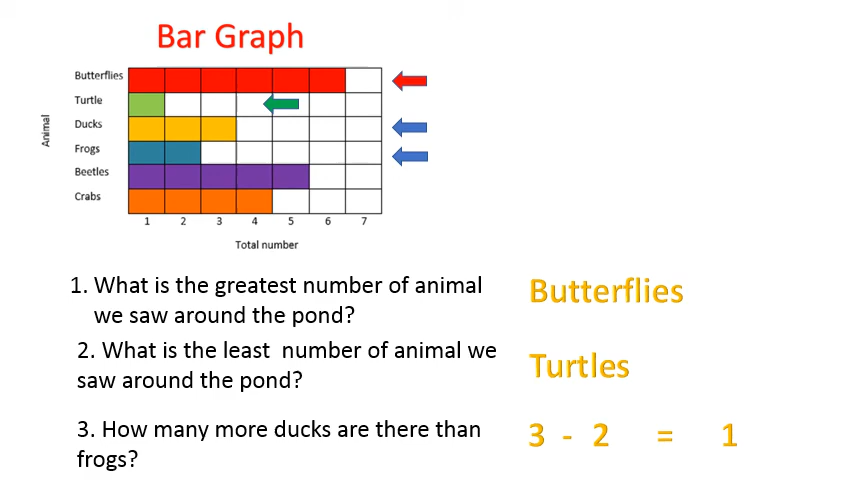 Bar Graph
Animal
Butterflies
Turtle
Ducks
Frogs
Beetles
Crabs
1 2 3 4 5 6 7
Total number
1. What is the greatest number of animal
we saw around the pond?
Butterflies
2. What is the least  number of animal we
saw around the pond?
Turtles
3. How many more ducks are there than
frogs?
3 - 2 = 1